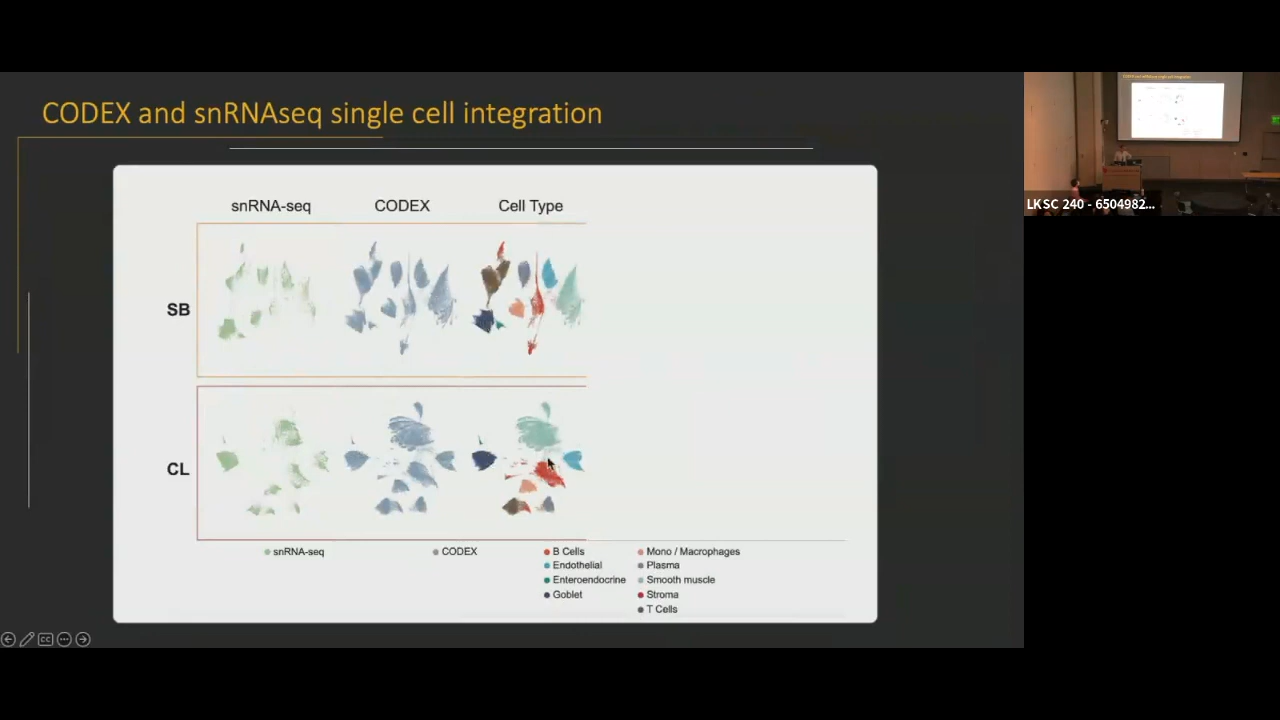 CODEX and snRNAseq single cell integration
snRNA-seq CODEX Cell Type
SB
CL
snRNA-seq CODEX B Cells Mono / Macrophages
Endothelial Plasma
Enteroendocrine Smooth muscle
Goblet Stroma
T Cells
LKSC 240 - 6504982...